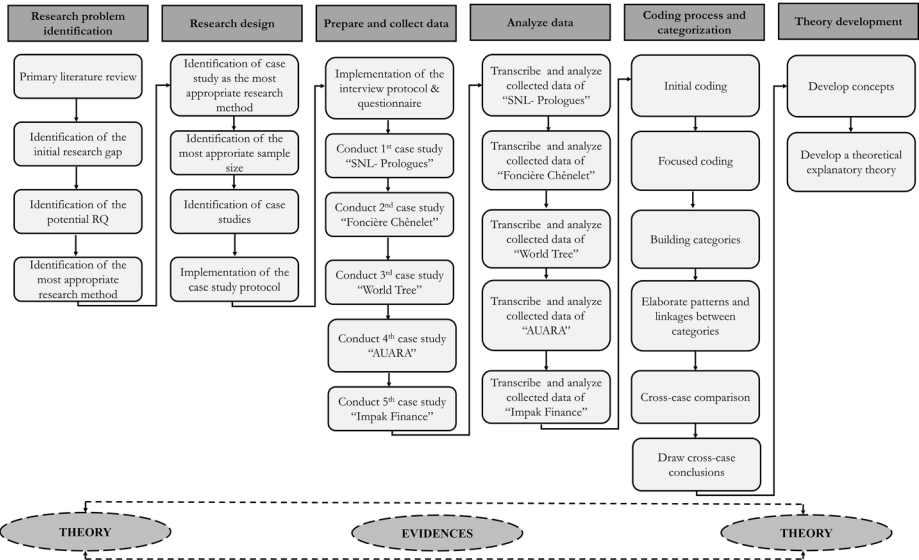 Research problem
identification
Primary literature review
Identification of the
initial research gap
Identification of the
potential RQ
Identification of the
most appropriate
research method
Research design
Identification of case
study as the most
appropriate research
method
Identification of the
most approriate sample
size
Identification of case
studies
Implementation of the
case study protocol
Prepare and collect data
Implementation of the
interview protocol &
questionnaire
Conduct 1st case study
“SNL- Prologues”
Conduct 2nd case study
“Foncière Chênelet”
Conduct 3rd case study
“World Tree”
Conduct 4th case study
“AUARA”
Conduct 5th case study
“Impak Finance”
Analyze data
Transcribe and analyze
collected data of
“SNL- Prologues”
Transcribe and analyze
collected data of
“Foncière Chênelet”
Transcribe and analyze
collected data of
“World Tree”
Transcribe and analyze
collected data of
“AUARA”
Transcribe and analyze
collected data of
“Impak Finance”
Coding process and
categorization
Initial coding
Focused coding
Building categories
Elaborate patterns and
linkages between
categories
Cross-case comparison
Draw cross-case
conclusions
Theory development
Develop concepts
Develop a theoretical
explanatory theory
THEORY
EVIDENCES
THEORY